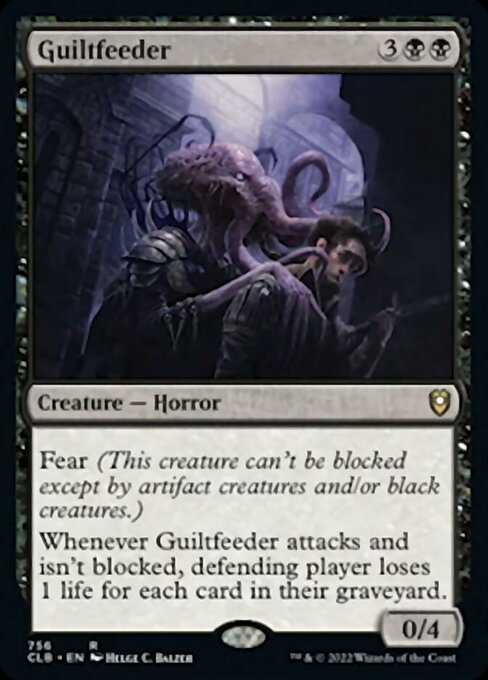 Guiltfeeder 3
Creature — Horror
Fear (This creature can't be blocked
except by artifact creatures and/or black
creatures.)
Whenever Guiltfeeder attacks and
isn't blocked, defending player loses
1 life for each card in their graveyard.
0/4
756 R
CLB • EN Helge C. Balzer
™ & © 2022 Wizards of the Coast